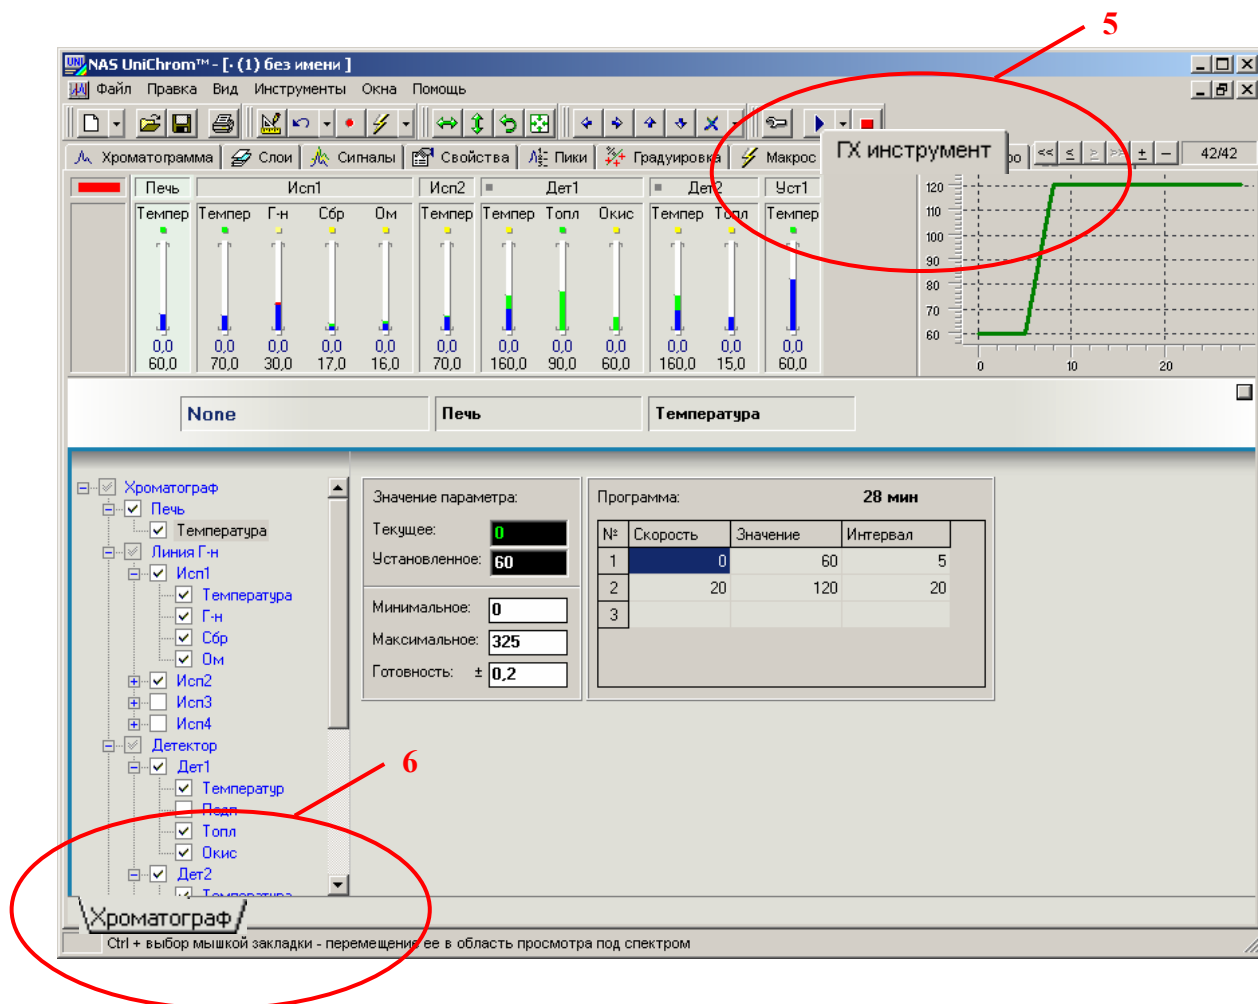 5
NAS UniChrom™ - [· (1) без имени ]
Файл Правка Вид Инструменты Окна Помощь
Хроматограмма Слои Сигналы Свойства Пики Градуировка Макрос ГХ инструмент << < > >> ± − 42/42
Печь Исп1 Исп2 Дет1 Дет2 Уст1
Темпер Темпер Г-н Сбр Ом Темпер Темпер Топл Окис Темпер Топл Темпер
0,0 0,0 0,0 0,0 0,0 0,0 0,0 0,0 0,0 0,0 0,0 0,0
60,0 70,0 30,0 17,0 16,0 70,0 160,0 90,0 60,0 160,0 15,0 60,0
120
110
100
90
80
70
60
0 10 20
None Печь Температура
Хроматограф
Печь
Температура
Линия Г-н
Исп1
Температура
Г-н
Сбр
Ом
Исп2
Исп3
Исп4
Детектор
Дет1
Температур
Топл
Окис
Дет2
Температура
Значение параметра:
Текущее: 0
Установленное: 60
Минимальное: 0
Максимальное: 325
Готовность: ± 0,2
Программа: 28 мин
№ Скорость Значение Интервал
1 0 60 5
2 20 120 20
3
6
Хроматограф
Ctrl + выбор мышкой закладки - перемещение ее в область просмотра под спектром